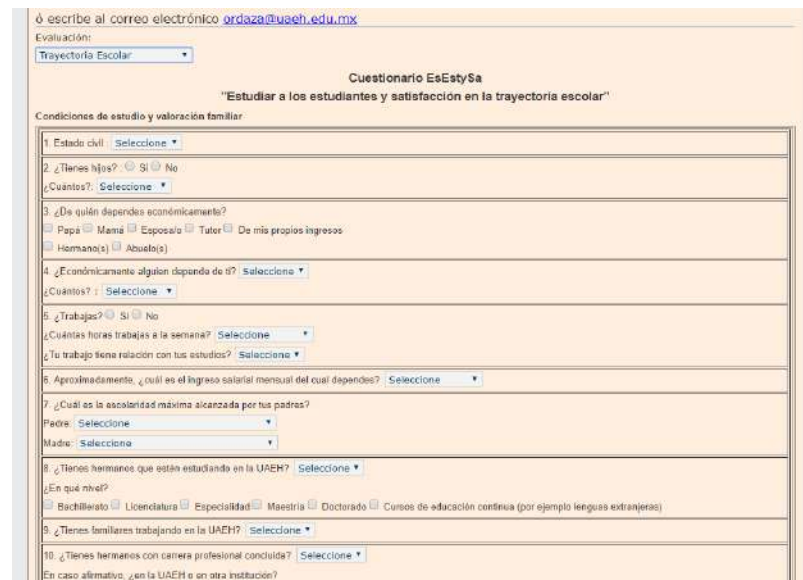 ó escribe al correo electrónico ordaza@uaeh.edu.mx
Evaluación:
Trayectoria Escolar
Cuestionario EsEstySa
"Estudiar a los estudiantes y satisfacción en la trayectoria escolar"
Condiciones de estudio y valoración familiar
1. Estado civil : Seleccione
2. ¿Tienes hijos? : Sí No
¿Cuántos?: Seleccione
3. ¿De quién dependes económicamente?
Papá Mamá Esposa/o Tutor De mis propios ingresos
Hermano(s) Abuelo(s)
4. ¿Económicamente alguien depende de ti? Seleccione
¿Cuántos? : Seleccione
5. ¿Trabajas? Sí No
¿Cuántas horas trabajas a la semana? Seleccione
¿Tu trabajo tiene relación con tus estudios? Seleccione
6. Aproximadamente, ¿cuál es el ingreso salarial mensual del cual dependes? Seleccione
7. ¿Cuál es la escolaridad máxima alcanzada por tus padres?
Padre: Seleccione
Madre: Seleccione
8. ¿Tienes hermanos que estén estudiando en la UAEH? Seleccione
¿En qué nivel?
Bachillerato Licenciatura Especialidad Maestría Doctorado Cursos de educación continua (por ejemplo lenguas extranjeras)
9. ¿Tienes familiares trabajando en la UAEH? Seleccione
10. ¿Tienes hermanos con carrera profesional concluida? Seleccione
En caso afirmativo, ¿en la UAEH o en otra institución?